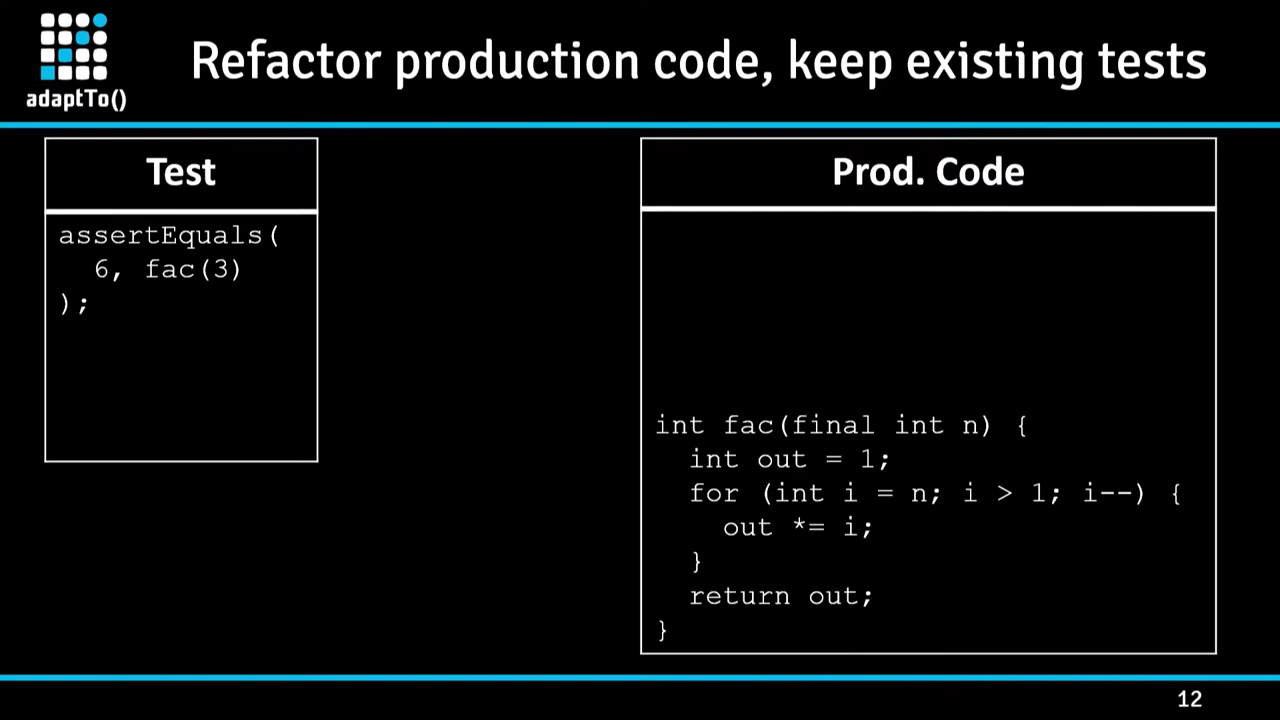 adaptTo()
Refactor production code, keep existing tests
Test
assertEquals(
  6, fac(3)
);
Prod. Code
int fac(final int n) {
  int out = 1;
  for (int i = n; i > 1; i--) {
    out *= i;
  }
  return out;
}
12